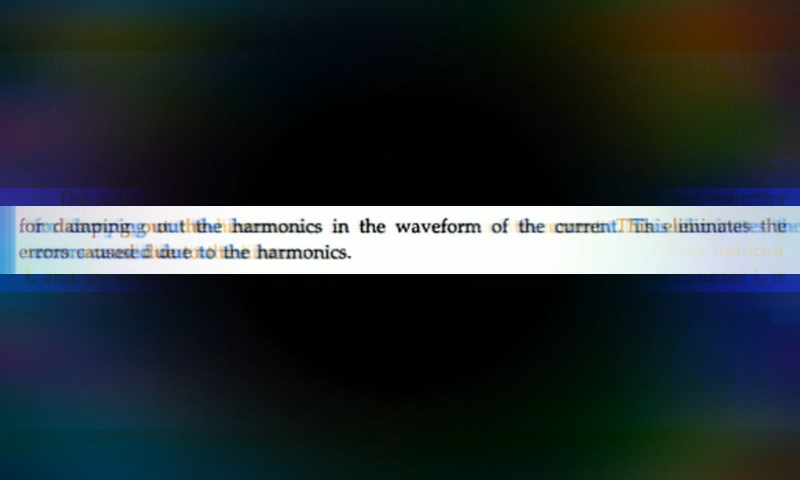 for damping out the harmonics in the waveform of the current. This eliminates the
errors caused due to the harmonics.